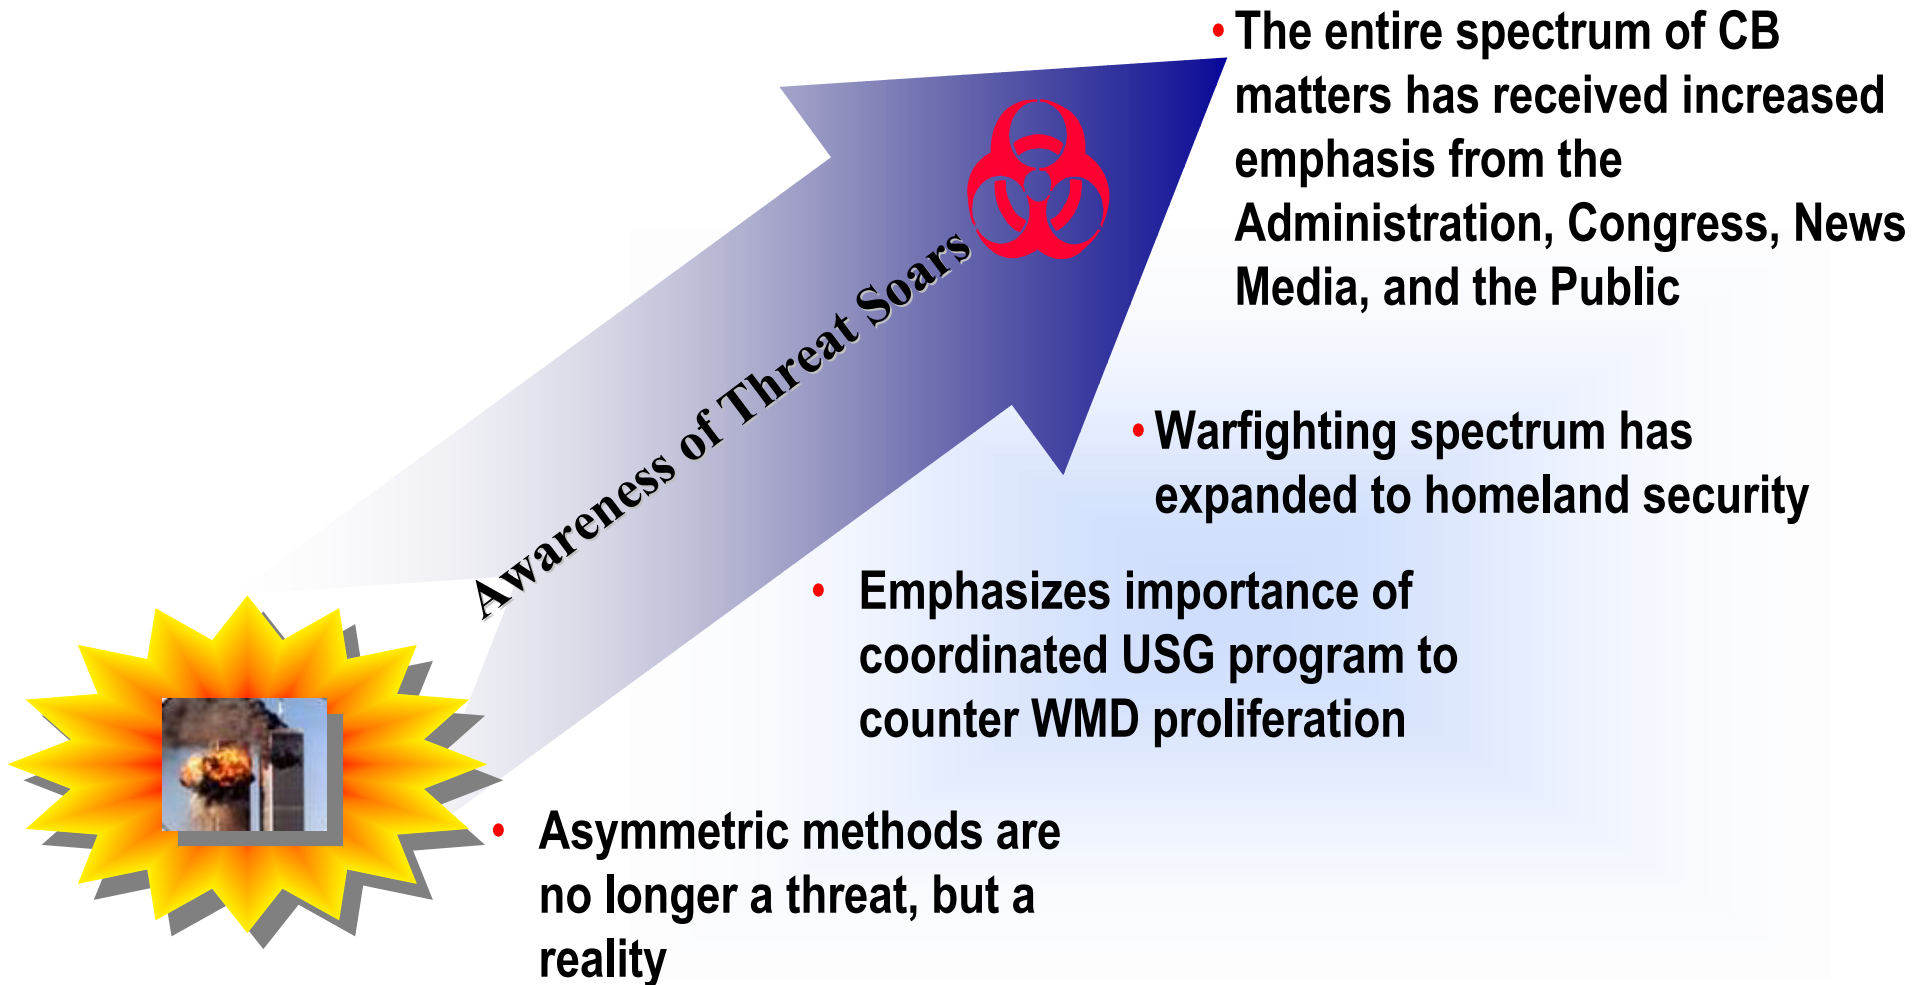 • The entire spectrum of CB
matters has received increased
emphasis from the
Administration, Congress, News
Media, and the Public
Awareness of Threat Soars
• Warfighting spectrum has
expanded to homeland security
• Emphasizes importance of
coordinated USG program to
counter WMD proliferation
• Asymmetric methods are
no longer a threat, but a
reality